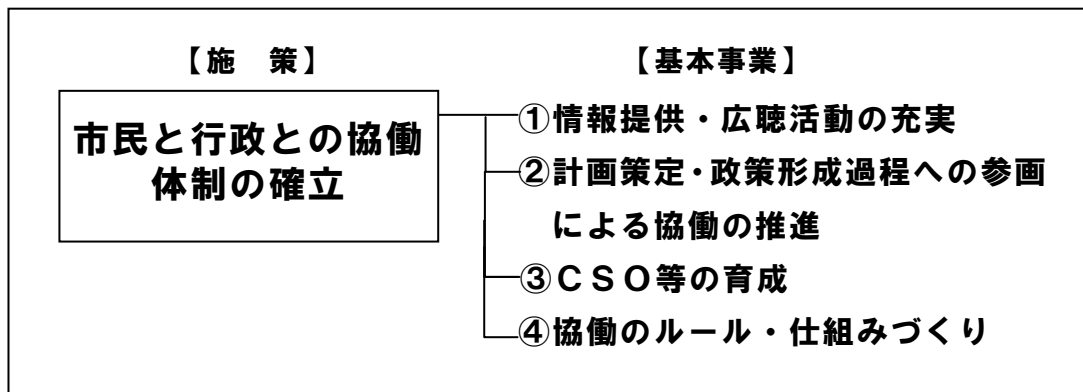 【施　策】
【基本事業】
市民と行政との協働
体制の確立
①情報提供・広聴活動の充実
②計画策定・政策形成過程への参画
による協働の推進
③ＣＳＯ等の育成
④協働のルール・仕組みづくり